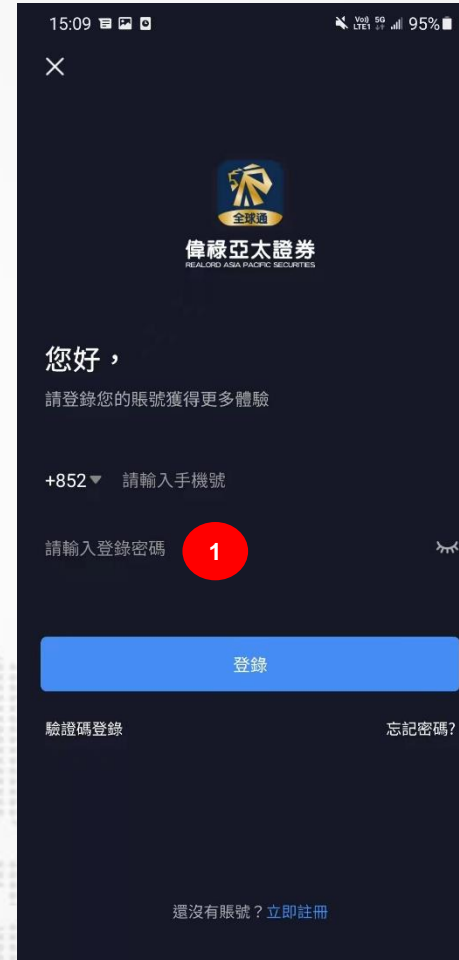 15:09
Vo) 5G
LTE1
95%
全球通
偉祿亞太證券
REALORD ASIA PACIFIC SECURITIES
您好，
請登錄您的賬號獲得更多體驗
+852 請輸入手機號
請輸入登錄密碼 1
登錄
驗證碼登錄 忘記密碼?
還沒有賬號？立即註冊